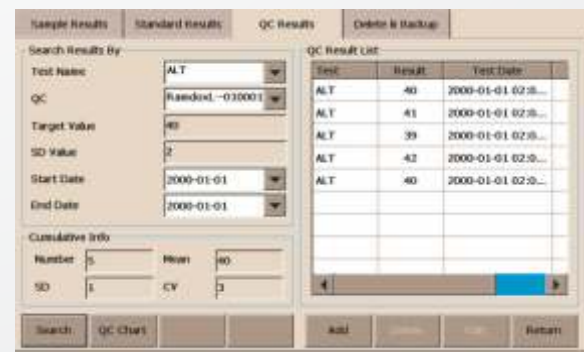 Sample Results Standard Results QC Results Delete & Backup
Search Results By
Test Name ALT
QC
Target Value 40
SD Value 2
Start Date 2000-01-01
End Date 2000-01-01
Cumulative Info
Number 5 Mean 40
SD 1 CV 3
Search QC Chart
QC Result List
Test Result Test Date
ALT 40 2000-01-01 02:0...
ALT 41 2000-01-01 02:0...
ALT 39 2000-01-01 02:0...
ALT 42 2000-01-01 02:0...
ALT 40 2000-01-01 02:0...
Add Delete Edit Return